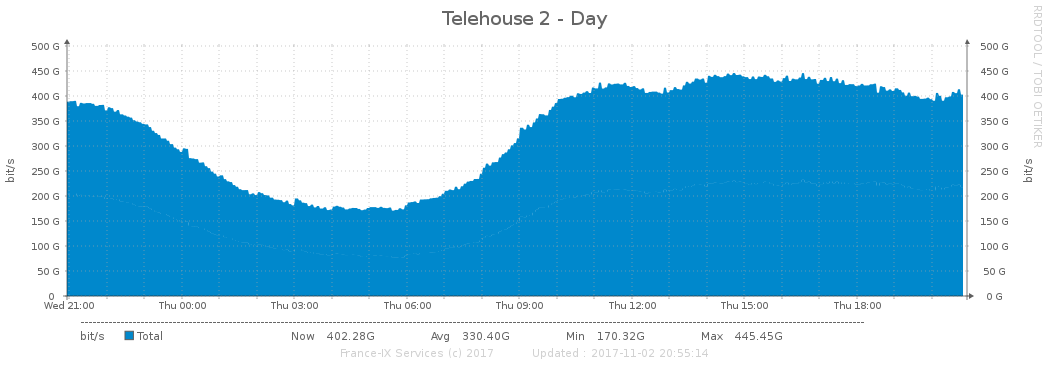 Telehouse 2 - Day
RRDTOOL / TOBI OETIKER
500 G 500 G
450 G 450 G
400 G 400 G
350 G 350 G
300 G 300 G
250 G 250 G
200 G 200 G
150 G 150 G
100 G 100 G
50 G 50 G
0 0 G
bit/s bit/s
Wed 21:00 Thu 00:00 Thu 03:00 Thu 06:00 Thu 09:00 Thu 12:00 Thu 15:00 Thu 18:00
bit/s Total Now 402.28G Avg 330.40G Min 170.32G Max 445.45G
France-IX Services (c) 2017 Updated : 2017-11-02 20:55:14